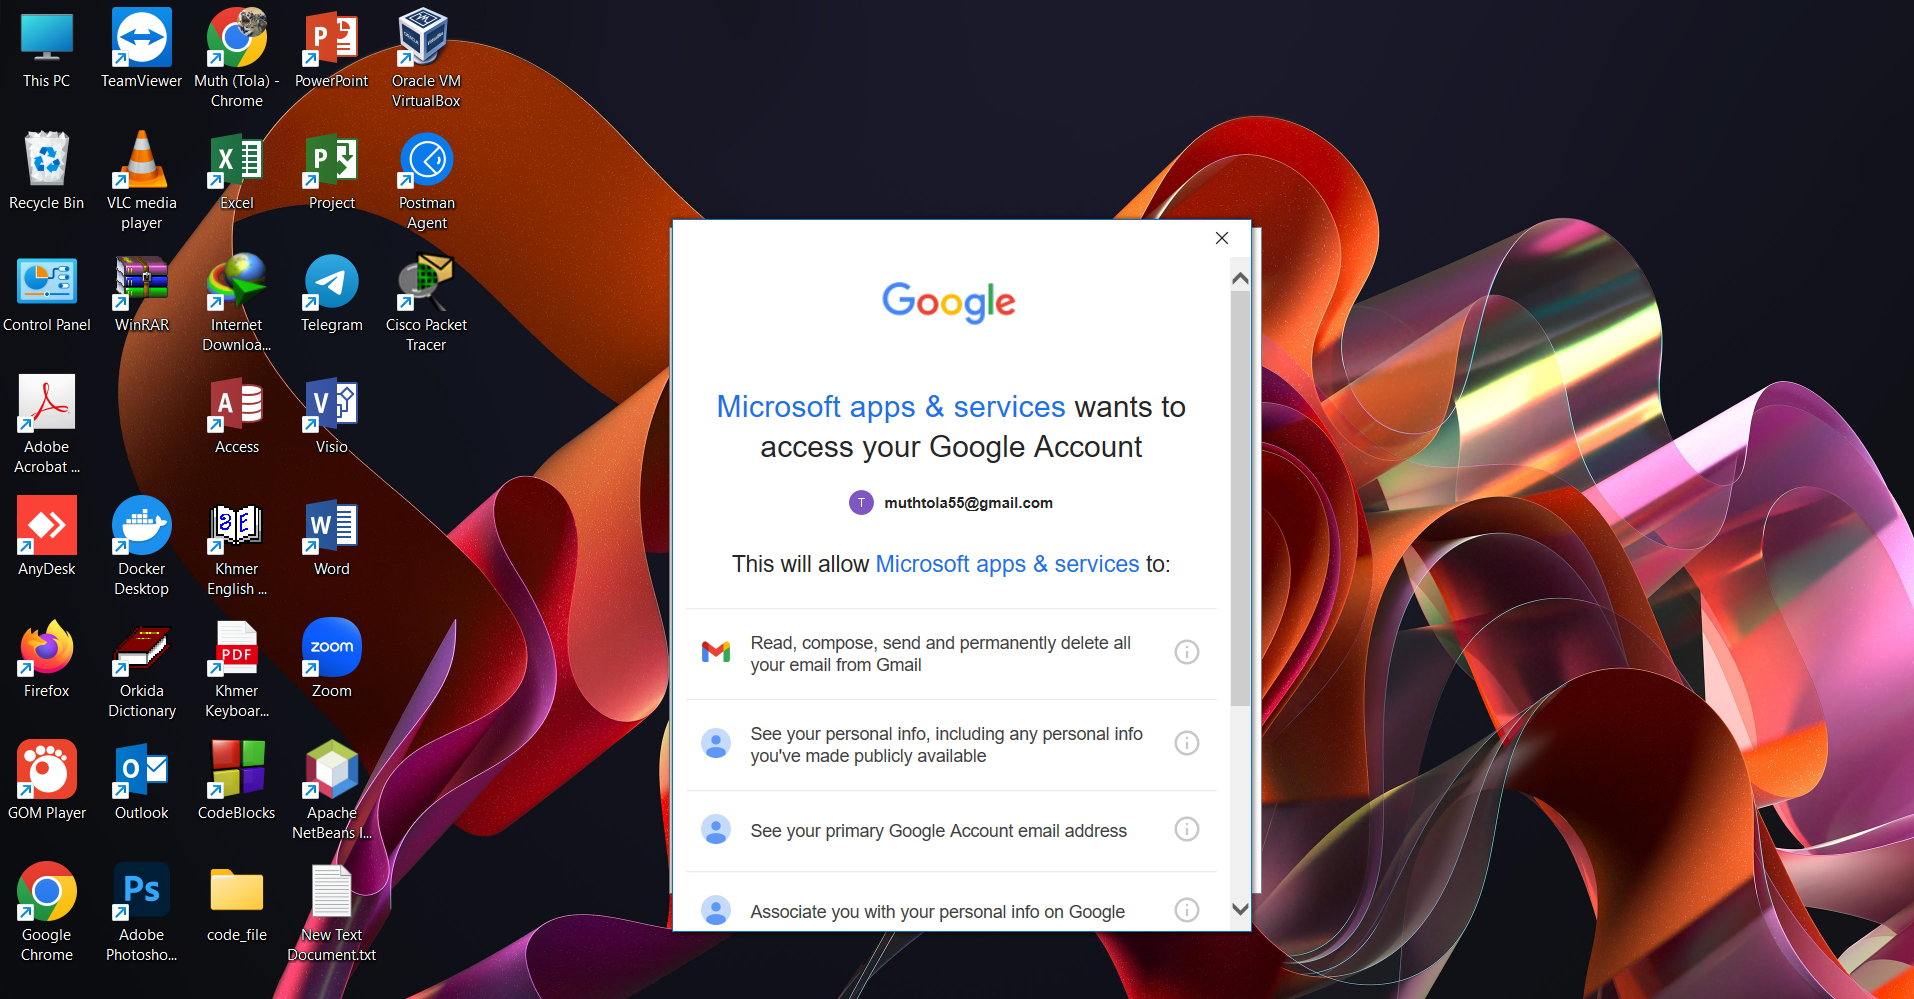 This PC
TeamViewer
Muth (Tola) -
Chrome
PowerPoint
Oracle VM
VirtualBox
Recycle Bin
VLC media
player
Excel
Project
Postman
Agent
Control Panel
WinRAR
Internet
Downloa...
Telegram
Cisco Packet
Tracer
Adobe
Acrobat ...
Access
Visio
AnyDesk
Docker
Desktop
Khmer
English ...
Word
Firefox
Orkida
Dictionary
PDF
Khmer
Keyboar...
zoom
Zoom
GOM Player
Outlook
CodeBlocks
Apache
NetBeans I...
Google
Chrome
Ps
Adobe
Photosho...
code_file
New Text
Document.txt
Google
Microsoft apps & services wants to
access your Google Account
T muthtola55@gmail.com
This will allow Microsoft apps & services to:
Read, compose, send and permanently delete all
your email from Gmail
See your personal info, including any personal info
you've made publicly available
See your primary Google Account email address
Associate you with your personal info on Google